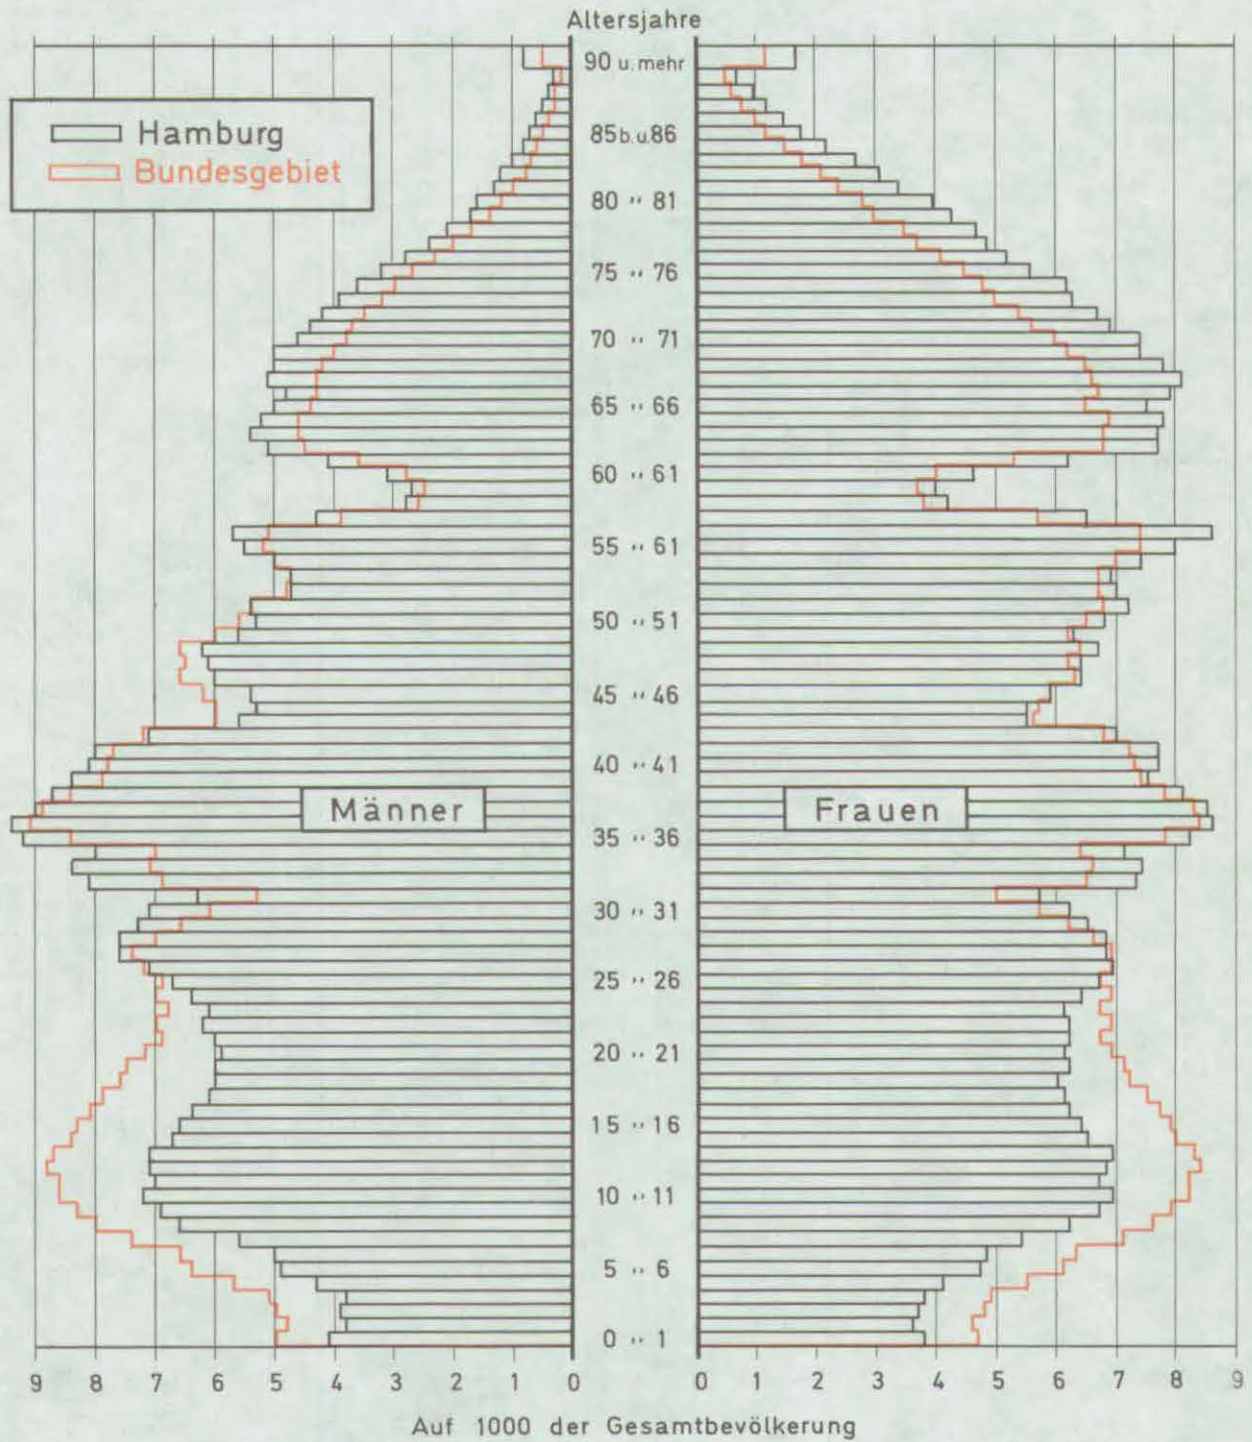 Altersjahre
90 u. mehr
Hamburg
Bundesgebiet
85 b. u. 86
80 " 81
75 " 76
70 " 71
65 " 66
60 " 61
55 " 61
50 " 51
45 " 46
40 " 41
Männer
Frauen
35 " 36
30 " 31
25 " 26
20 " 21
15 " 16
10 " 11
5 " 6
0 " 1
9 8 7 6 5 4 3 2 1 0 0 1 2 3 4 5 6 7 8 9
Auf 1000 der Gesamtbevölkerung